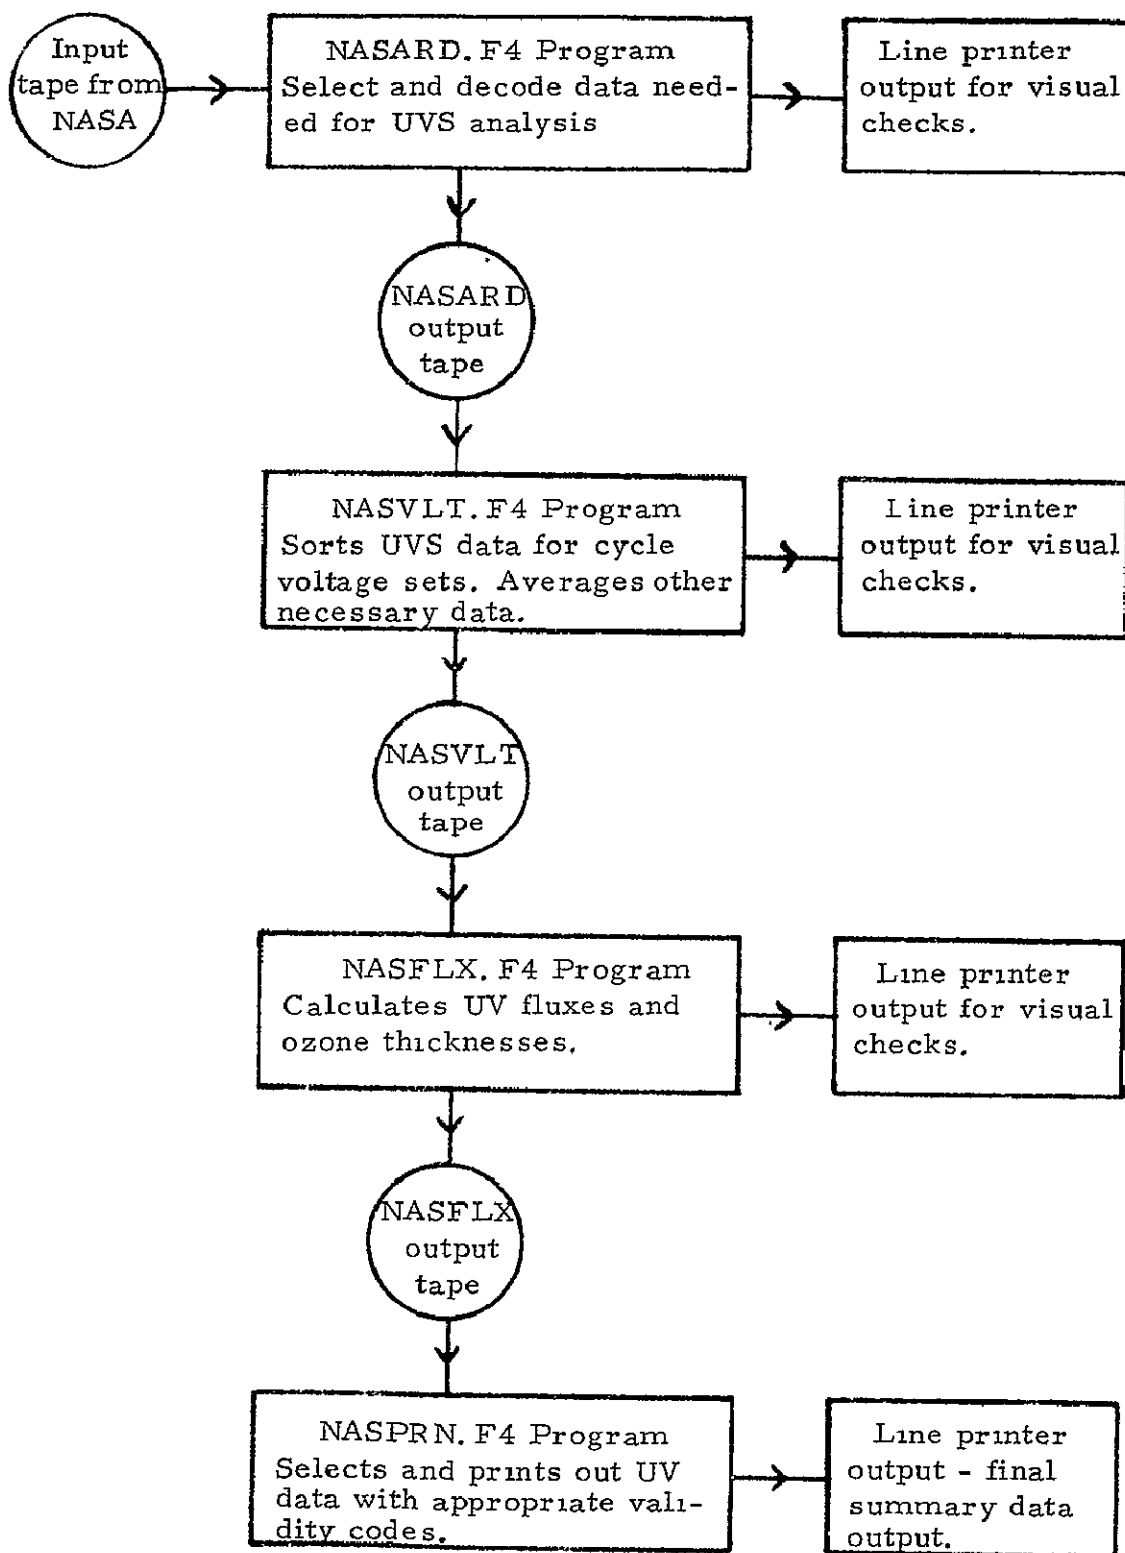 Input
tape from
NASA
NASARD. F4 Program
Select and decode data need-
ed for UVS analysis
Line printer
output for visual
checks.
NASARD
output
tape
NASVLT. F4 Program
Sorts UVS data for cycle
voltage sets. Averages other
necessary data.
Line printer
output for visual
checks.
NASVLT
output
tape
NASFLX. F4 Program
Calculates UV fluxes and
ozone thicknesses.
Line printer
output for visual
checks.
NASFLX
output
tape
NASPRN. F4 Program
Selects and prints out UV
data with appropriate vali-
dity codes.
Line printer
output - final
summary data
output.